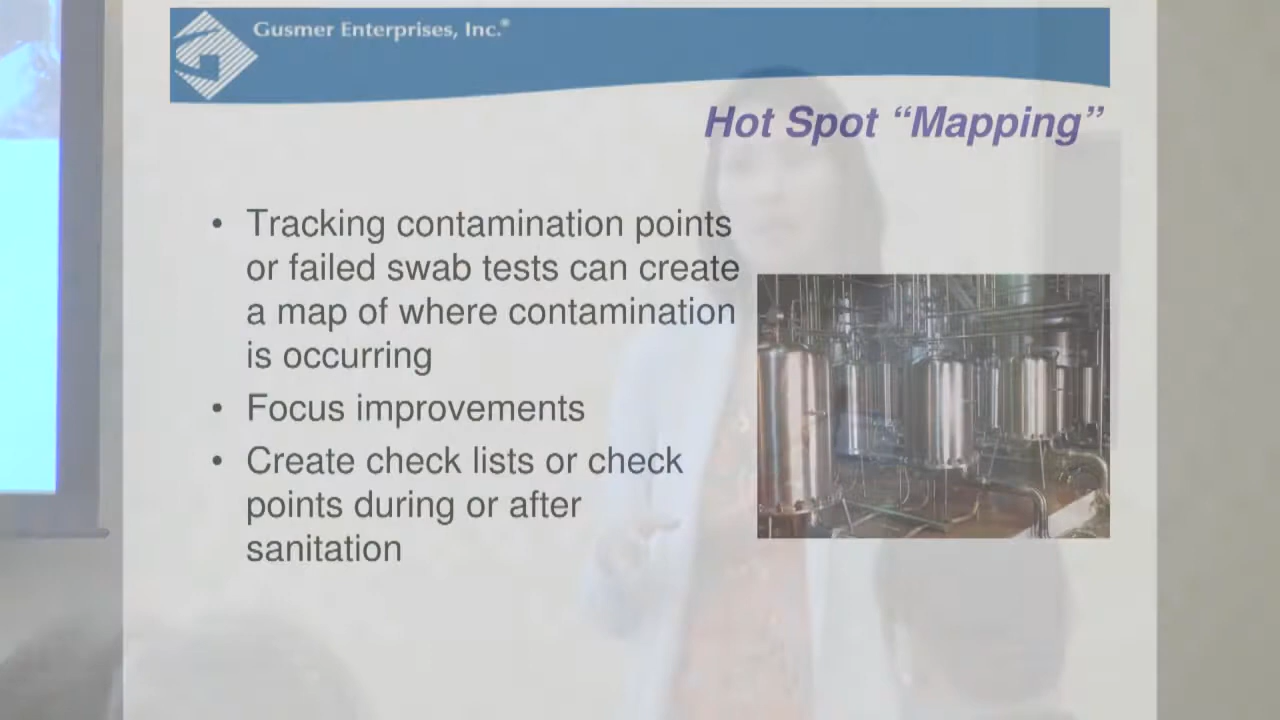 Gusmer Enterprises, Inc.®
Hot Spot “Mapping”
• Tracking contamination points
or failed swab tests can create
a map of where contamination
is occurring
• Focus improvements
• Create check lists or check
points during or after
sanitation